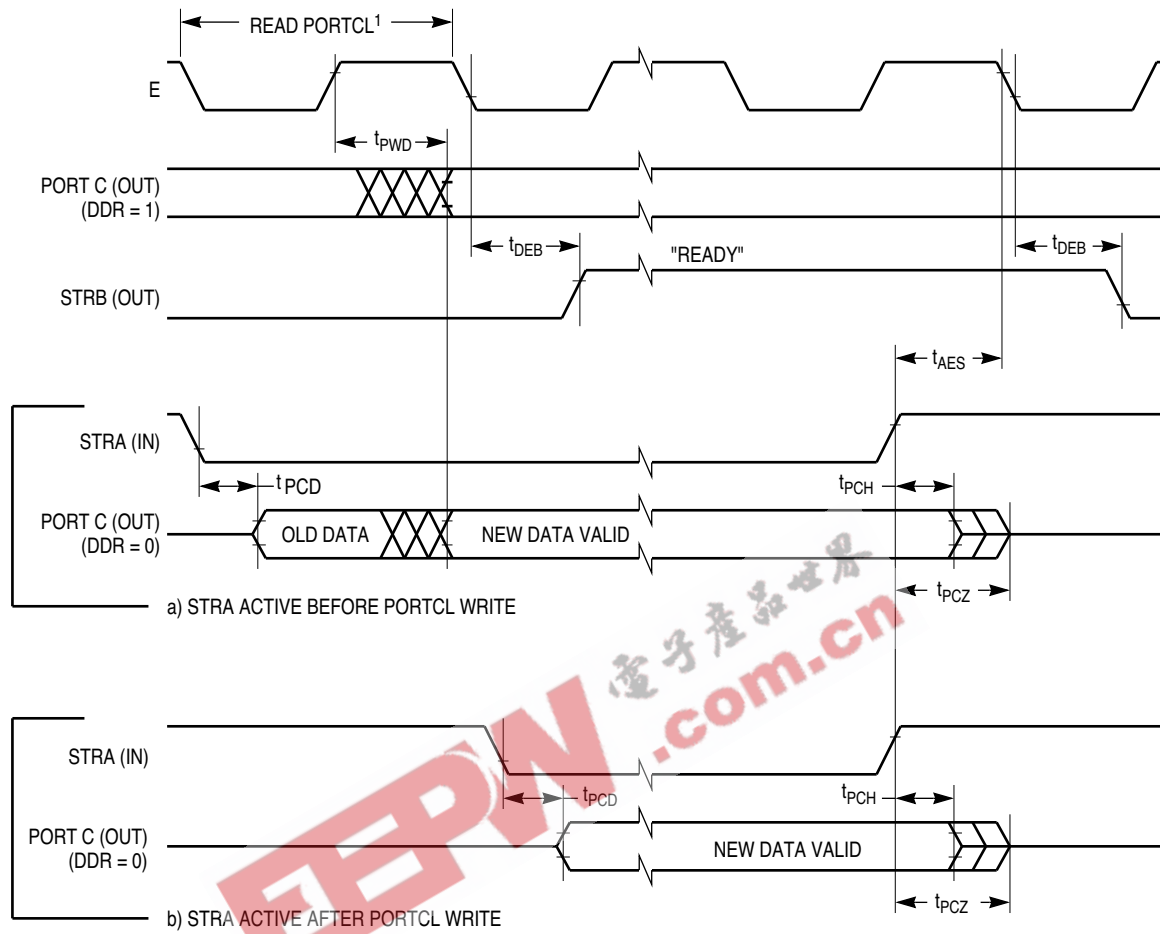 READ PORTCL1
E
tPWD
PORT C (OUT)
(DDR = 1)
tDEB
"READY"
tDEB
STRB (OUT)
tAES
STRA (IN)
tPCD
tPCH
PORT C (OUT)
(DDR = 0)
OLD DATA
NEW DATA VALID
tPCZ
a) STRA ACTIVE BEFORE PORTCL WRITE
電子產品世界
.com.cn
EEPW
STRA (IN)
tPCD
tPCH
PORT C (OUT)
(DDR = 0)
NEW DATA VALID
tPCZ
b) STRA ACTIVE AFTER PORTCL WRITE